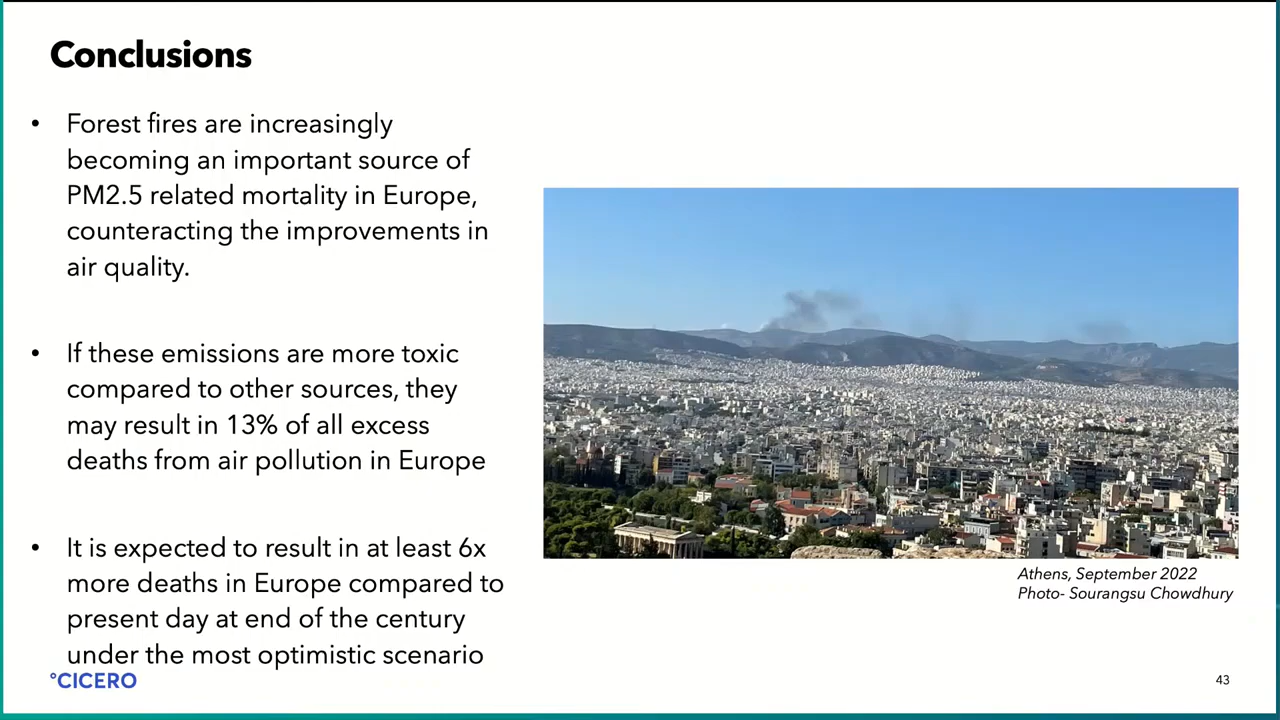 Conclusions
• Forest fires are increasingly
becoming an important source of
PM2.5 related mortality in Europe,
counteracting the improvements in
air quality.
• If these emissions are more toxic
compared to other sources, they
may result in 13% of all excess
deaths from air pollution in Europe
• It is expected to result in at least 6x
more deaths in Europe compared to
present day at end of the century
under the most optimistic scenario
Athens, September 2022
Photo- Sourangsu Chowdhury
°CICERO
43